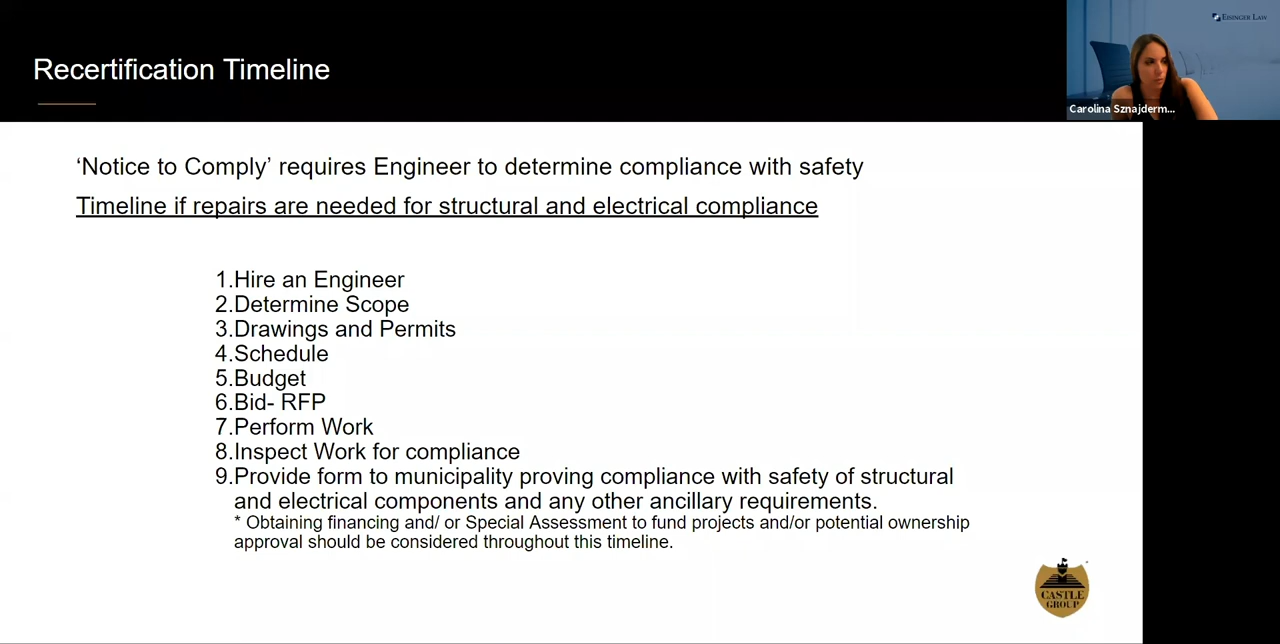 Recertification Timeline
EISINGER LAW
Carolina Sznajderm...
‘Notice to Comply’ requires Engineer to determine compliance with safety
Timeline if repairs are needed for structural and electrical compliance
1.Hire an Engineer
2.Determine Scope
3.Drawings and Permits
4.Schedule
5.Budget
6.Bid- RFP
7.Perform Work
8.Inspect Work for compliance
9.Provide form to municipality proving compliance with safety of structural
and electrical components and any other ancillary requirements.
* Obtaining financing and/ or Special Assessment to fund projects and/or potential ownership
approval should be considered throughout this timeline.
CASTLE
GROUP